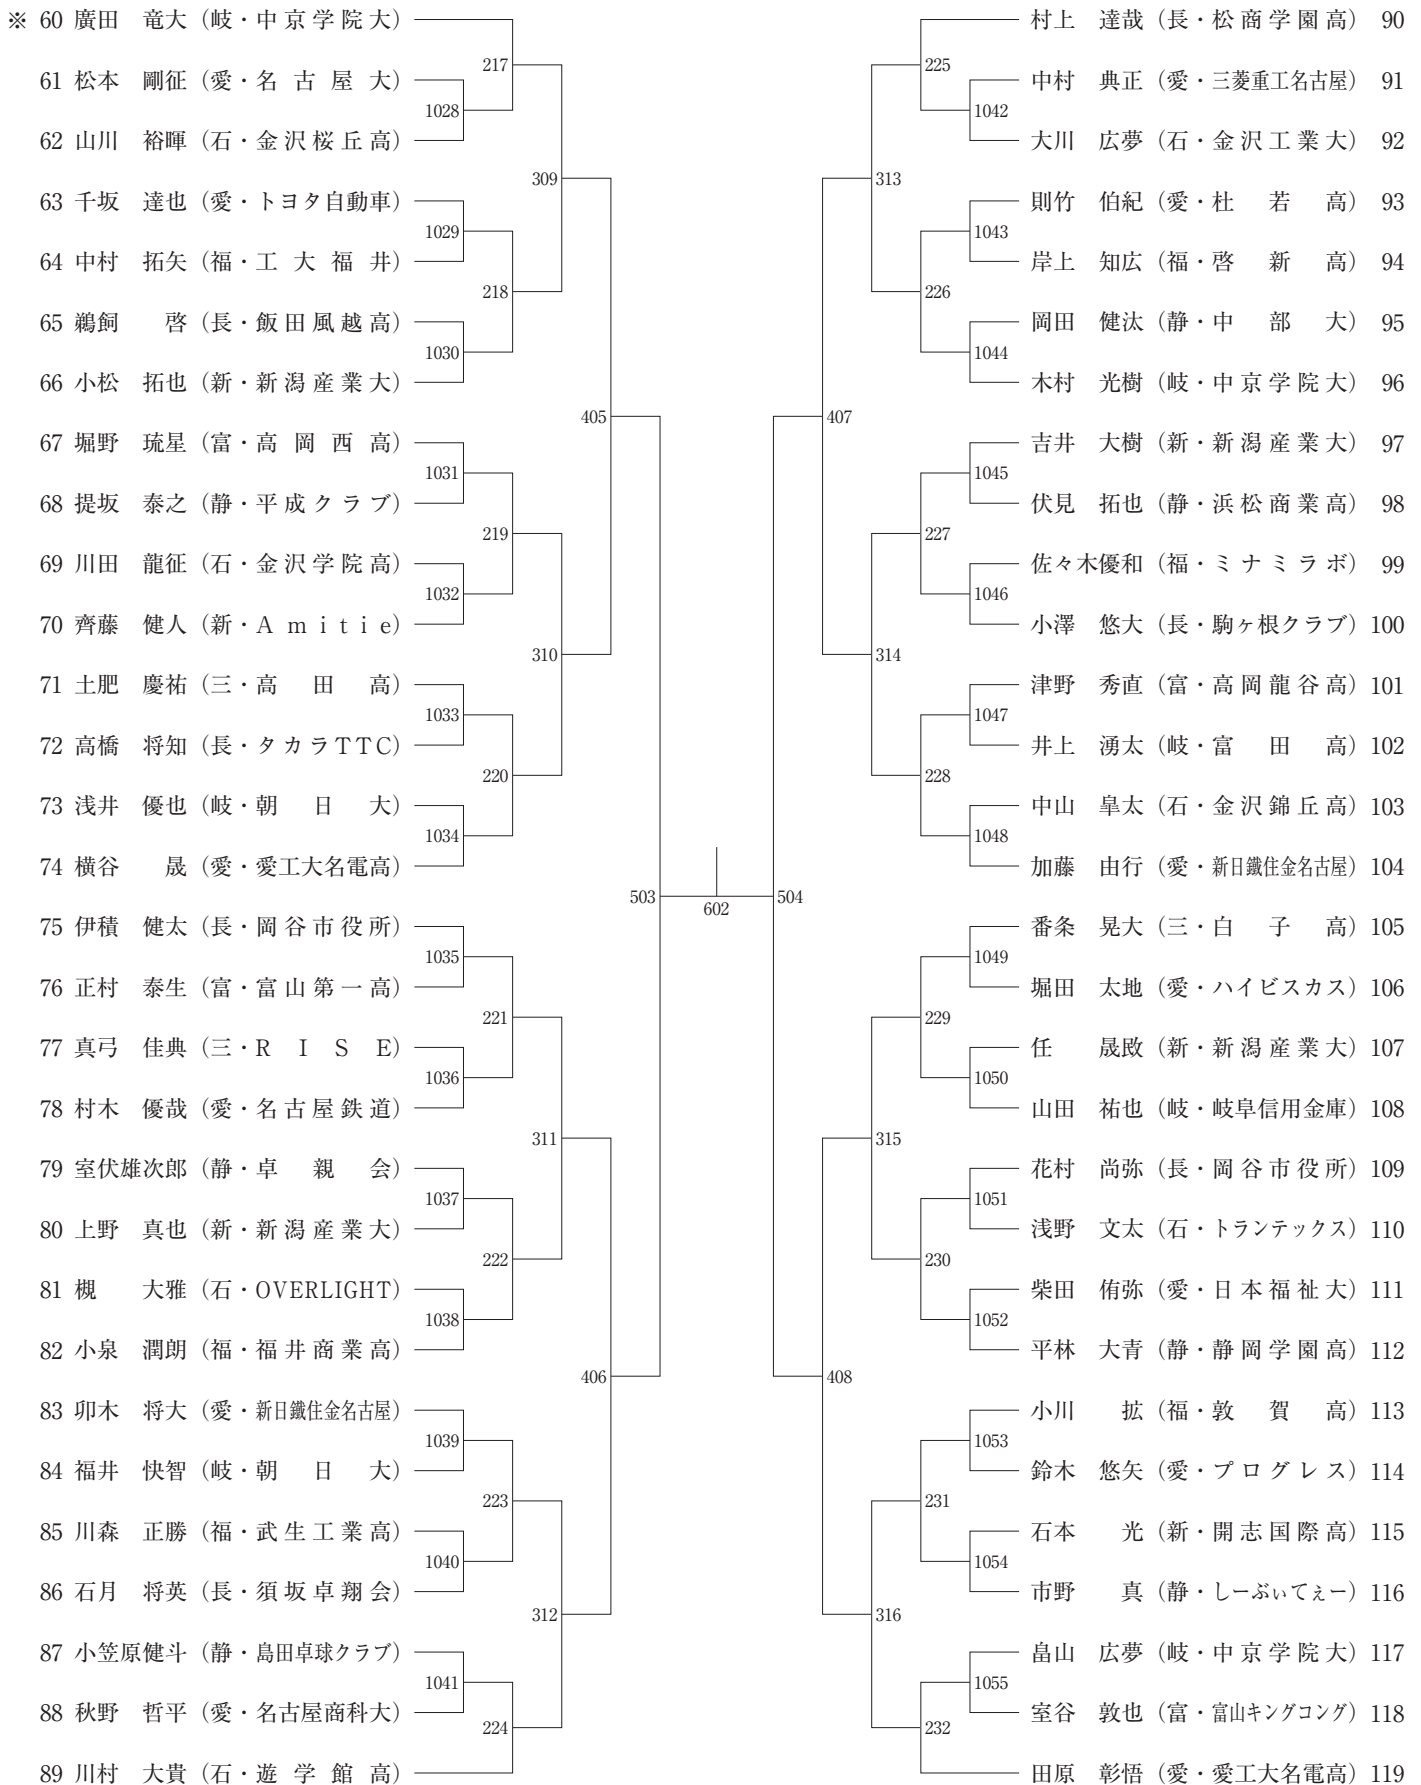 ※ 60 廣田　竜大（岐・中京学院大）
217
61 松本　剛征（愛・名古屋大）
1028
62 山川　裕暉（石・金沢桜丘高）
309
63 千坂　達也（愛・トヨタ自動車）
1029
64 中村　拓矢（福・工大福井）
218
65 鵜飼　啓（長・飯田風越高）
1030
66 小松　拓也（新・新潟産業大）
405
67 堀野　琉星（富・高岡西高）
1031
68 提坂　泰之（静・平成クラブ）
219
69 川田　龍征（石・金沢学院高）
1032
70 齊藤　健人（新・Amitie）
310
71 土肥　慶祐（三・高田高）
1033
72 高橋　将知（長・タカラTTC）
220
73 浅井　優也（岐・朝日大）
1034
74 横谷　晟（愛・愛工大名電高）
503
75 伊積　健太（長・岡谷市役所）
1035
76 正村　泰生（富・富山第一高）
221
77 真弓　佳典（三・RISE）
1036
78 村木　優哉（愛・名古屋鉄道）
311
79 室伏雄次郎（静・卓親会）
1037
80 上野　真也（新・新潟産業大）
222
81 槻　大雅（石・OVERLIGHT）
1038
82 小泉　潤朗（福・福井商業高）
406
83 卯木　将大（愛・新日鐵住金名古屋）
1039
84 福井　快智（岐・朝日大）
223
85 川森　正勝（福・武生工業高）
1040
86 石月　将英（長・須坂卓翔会）
312
87 小笠原健斗（静・島田卓球クラブ）
1041
88 秋野　哲平（愛・名古屋商科大）
224
89 川村　大貴（石・遊学館高）
602
村上　達哉（長・松商学園高） 90
225
中村　典正（愛・三菱重工名古屋） 91
1042
大川　広夢（石・金沢工業大） 92
313
則竹　伯紀（愛・杜若高） 93
1043
岸上　知広（福・啓新高） 94
226
岡田　健汰（静・中部大） 95
1044
木村　光樹（岐・中京学院大） 96
407
吉井　大樹（新・新潟産業大） 97
1045
伏見　拓也（静・浜松商業高） 98
227
佐々木優和（福・ミナミラボ） 99
1046
小澤　悠大（長・駒ヶ根クラブ） 100
314
津野　秀直（富・高岡龍谷高） 101
1047
井上　湧太（岐・富田高） 102
228
中山　皐太（石・金沢錦丘高） 103
1048
加藤　由行（愛・新日鐵住金名古屋） 104
504
番条　晃大（三・白子高） 105
1049
堀田　太地（愛・ハイビスカス） 106
229
任　晟敃（新・新潟産業大） 107
1050
山田　祐也（岐・岐阜信用金庫） 108
315
花村　尚弥（長・岡谷市役所） 109
1051
浅野　文太（石・トランテックス） 110
230
柴田　侑弥（愛・日本福祉大） 111
1052
平林　大青（静・静岡学園高） 112
408
小川　拡（福・敦賀高） 113
1053
鈴木　悠矢（愛・プログレス） 114
231
石本　光（新・開志国際高） 115
1054
市野　真（静・しーぶぃてぇー） 116
316
畠山　広夢（岐・中京学院大） 117
1055
室谷　敦也（富・富山キングコング） 118
232
田原　彰悟（愛・愛工大名電高） 119